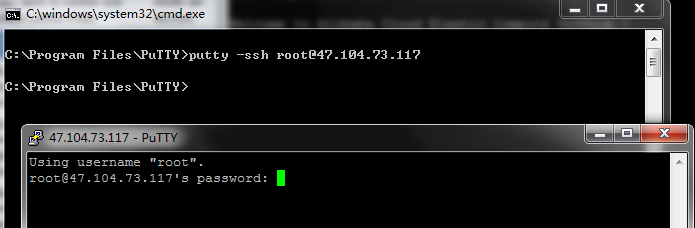 C:\windows\system32\cmd.exe
C:\Program Files\PuTTY>putty -ssh root@47.104.73.117
C:\Program Files\PuTTY>
47.104.73.117 - PuTTY
Using username "root".
root@47.104.73.117's password: